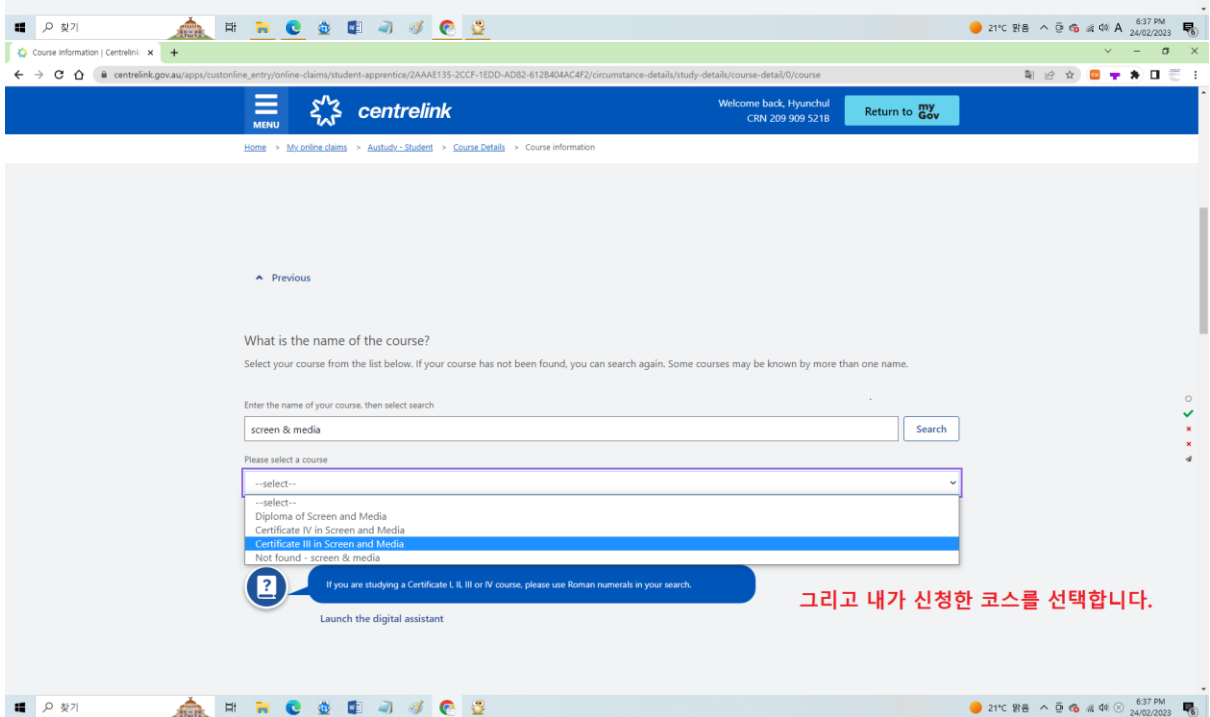 찾기
21°C 맑음
A
6:37 PM
24/02/2023
Course information | Centrelink
centrelink.gov.au/apps/custonline_entry/online-claims/student-apprentice/2AAAE135-2CCF-1EDD-AD82-612B404AC4F2/circumstance-details/study-details/course-detail/0/course
MENU
centrelink
Welcome back, Hyunchul
CRN 209 909 521B
Return to my Gov
Home > My online claims > Austudy - Student > Course Details > Course information
Previous
What is the name of the course?
Select your course from the list below. If your course has not been found, you can search again. Some courses may be known by more than one name.
Enter the name of your course, then select search
screen & media
Search
Please select a course
--select--
--select--
Diploma of Screen and Media
Certificate IV in Screen and Media
Certificate III in Screen and Media
Not found - screen & media
If you are studying a Certificate I, II, III or IV course, please use Roman numerals in your search.
그리고 내가 신청한 코스를 선택합니다.
Launch the digital assistant
찾기
21°C 맑음
6:37 PM
24/02/2023